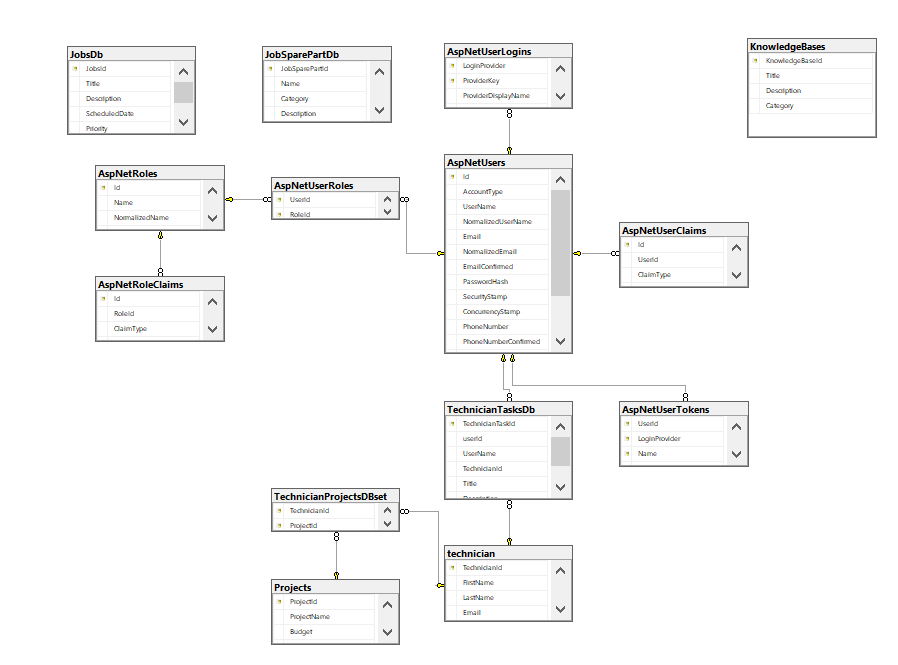 JobsDb
JobsId
Title
Description
ScheduledDate
Priority
JobSparePartDb
JobSparePartId
Name
Category
Description
AspNetUserLogins
LoginProvider
ProviderKey
ProviderDisplayName
KnowledgeBases
KnowledgeBaseId
Title
Description
Category
AspNetRoles
Id
Name
NormalizedName
AspNetUserRoles
UserId
RoleId
AspNetUsers
Id
AccountType
UserName
NormalizedUserName
Email
NormalizedEmail
EmailConfirmed
PasswordHash
SecurityStamp
ConcurrencyStamp
PhoneNumber
PhoneNumberConfirmed
AspNetUserClaims
Id
UserId
ClaimType
AspNetRoleClaims
Id
RoleId
ClaimType
TechnicianTasksDb
TechnicianTaskId
userId
UserName
TechnicianId
Title
Description
AspNetUserTokens
UserId
LoginProvider
Name
TechnicianProjectsDBset
TechnicianId
ProjectId
technician
TechnicianId
FirstName
LastName
Email
Projects
ProjectId
ProjectName
Budget